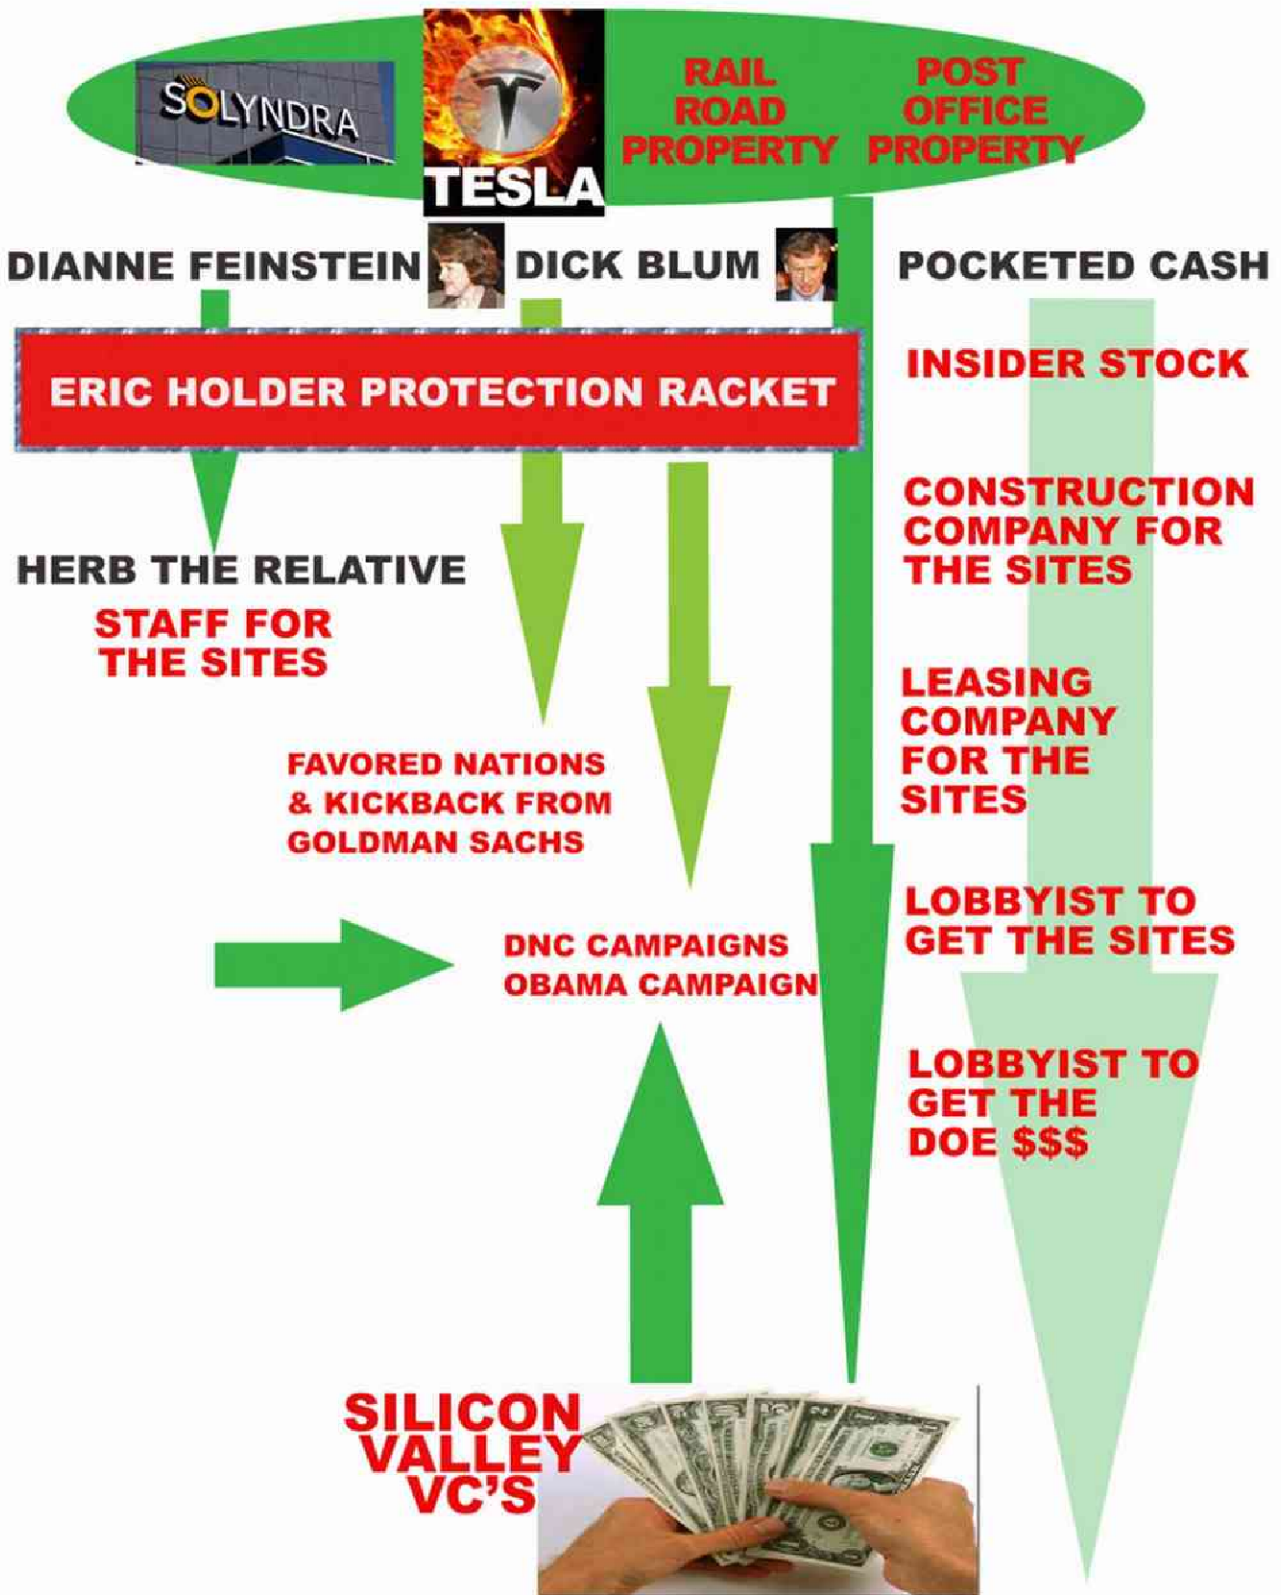 SOLYNDRA
TESLA
RAIL
ROAD
PROPERTY
POST
OFFICE
PROPERTY
DIANNE FEINSTEIN
DICK BLUM
POCKETED CASH
ERIC HOLDER PROTECTION RACKET
INSIDER STOCK
CONSTRUCTION
COMPANY FOR
THE SITES
HERB THE RELATIVE
STAFF FOR
THE SITES
LEASING
COMPANY
FOR THE
SITES
FAVORED NATIONS
& KICKBACK FROM
GOLDMAN SACHS
LOBBYIST TO
GET THE SITES
DNC CAMPAIGNS
OBAMA CAMPAIGN
LOBBYIST TO
GET THE
DOE $$$
SILICON
VALLEY
VC'S